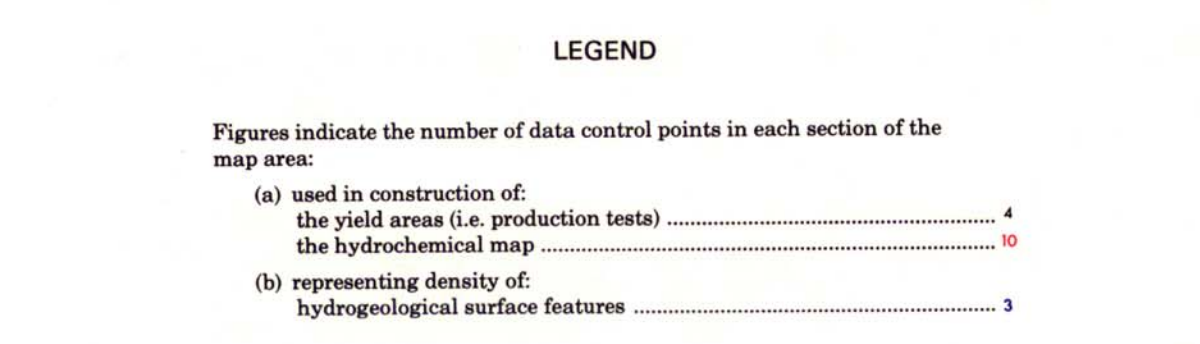 LEGEND
Figures indicate the number of data control points in each section of the
map area:
(a) used in construction of:
the yield areas (i.e. production tests) ........................................................................ 4
the hydrochemical map .................................................................................................... 10
(b) representing density of:
hydrogeological surface features ................................................................................ 3